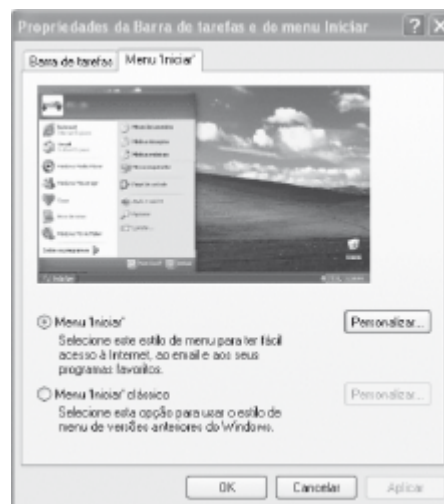 Propriedades da Barra de tarefas e do menu Iniciar
Barra de tarefas
Menu 'Iniciar'
Menu 'Iniciar'
Personalizar...
Selecione este estilo de menu para ter fácil
acesso à Internet, ao email e aos seus
programas favoritos.
Menu 'Iniciar' clássico
Personalizar...
Selecione esta opção para usar o estilo de
menu de versões anteriores do Windows.
OK
Cancelar
Aplicar